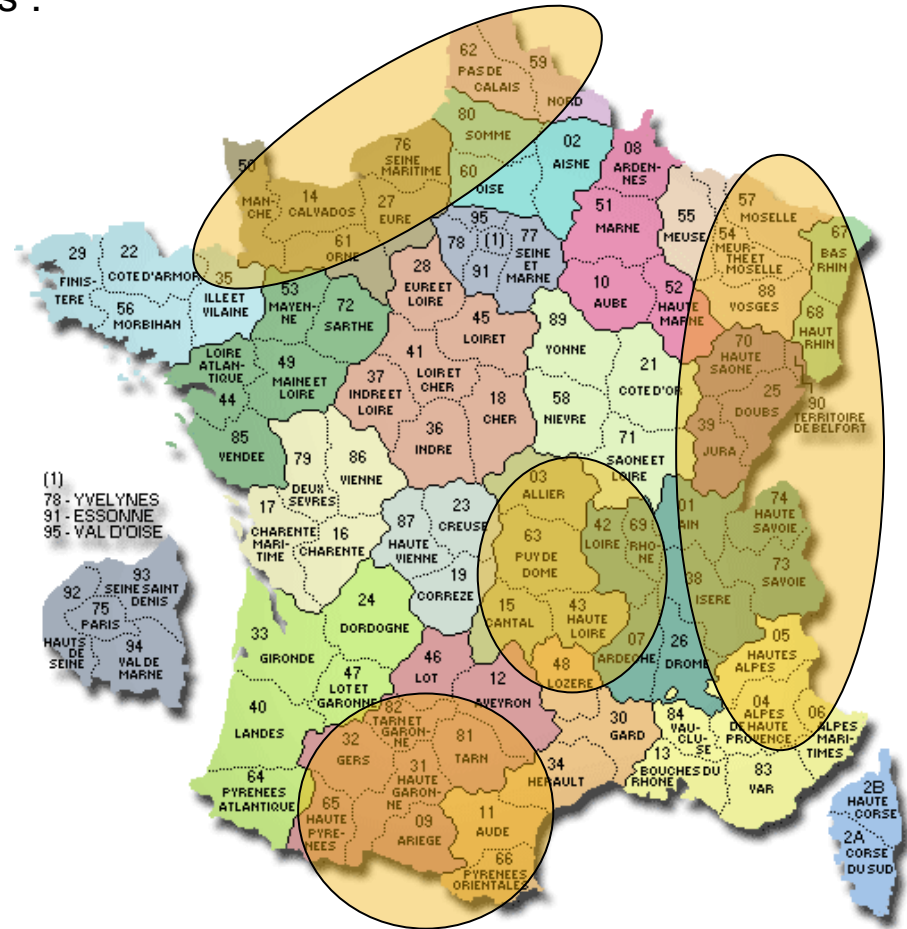 s :
62
PAS DE
CALAIS
59
NORD
80
SOMME
02
AISNE
60
OISE
76
SEINE
MARITIME
27
EURE
14
CALVADOS
50
MAN-
CHE
61
ORNE
08
ARDEN-
NES
51
MARNE
10
AUBE
52
HAUTE
MARNE
55
MEUSE
57
MOSELLE
54
MEUR-
THE ET
MOSELLE
88
VOSGES
67
BAS
RHIN
68
HAUT
RHIN
95
78
(1)
91
77
SEINE
ET
MARNE
29
FINIS-
TERE
22
COTE D'ARMOR
56
MORBIHAN
35
ILLE ET
VILAINE
53
MAYEN-
NE
72
SARTHE
LOIRE
ATLAN-
TIQUE
44
49
MAINE ET
LOIRE
85
VENDEE
28
EURE ET
LOIRE
45
LOIRET
41
LOIR ET
CHER
37
INDRE ET
LOIRE
18
CHER
36
INDRE
89
YONNE
21
COTE D'OR
58
NIEVRE
71
SAONE ET
LOIRE
70
HAUTE
SAONE
25
DOUBS
39
JURA
90
TERRITOIRE
DE BELFORT
79
DEUX
SEVRES
86
VIENNE
17
CHARENTE
MARI-
TIME
16
CHARENTE
87
HAUTE
VIENNE
23
CREUSE
19
CORREZE
03
ALLIER
63
PUY DE
DOME
15
CANTAL
43
HAUTE
LOIRE
42
LOIRE
69
RHO-
NE
01
AIN
74
HAUTE
SAVOIE
73
SAVOIE
38
ISERE
07
ARDECHE
26
DROME
(1)
78 - YVELYNES
91 - ESSONNE
95 - VAL D'OISE
92
HAUTS
DE
SEINE
93
SEINE SAINT
DENIS
75
PARIS
94
VAL DE
MARNE
24
DORDOGNE
33
GIRONDE
47
LOT ET
GARONNE
40
LANDES
64
PYRENEES
ATLANTIQUE
46
LOT
12
AVEYRON
82
TARN ET
GARON-
NE
32
GERS
81
TARN
31
HAUTE
GARON-
NE
65
HAUTE
PYRE-
NEES
09
ARIEGE
48
LOZERE
30
GARD
34
HERAULT
11
AUDE
66
PYRENEES
ORIENTALES
05
HAUTES
ALPES
04
ALPES
DE HAUTE
PROVENCE
06
ALPES
MARI-
TIMES
84
VAU-
CLU-
SE
13
BOUCHES DU
RHONE
83
VAR
2B
HAUTE
CORSE
2A
CORSE
DU SUD